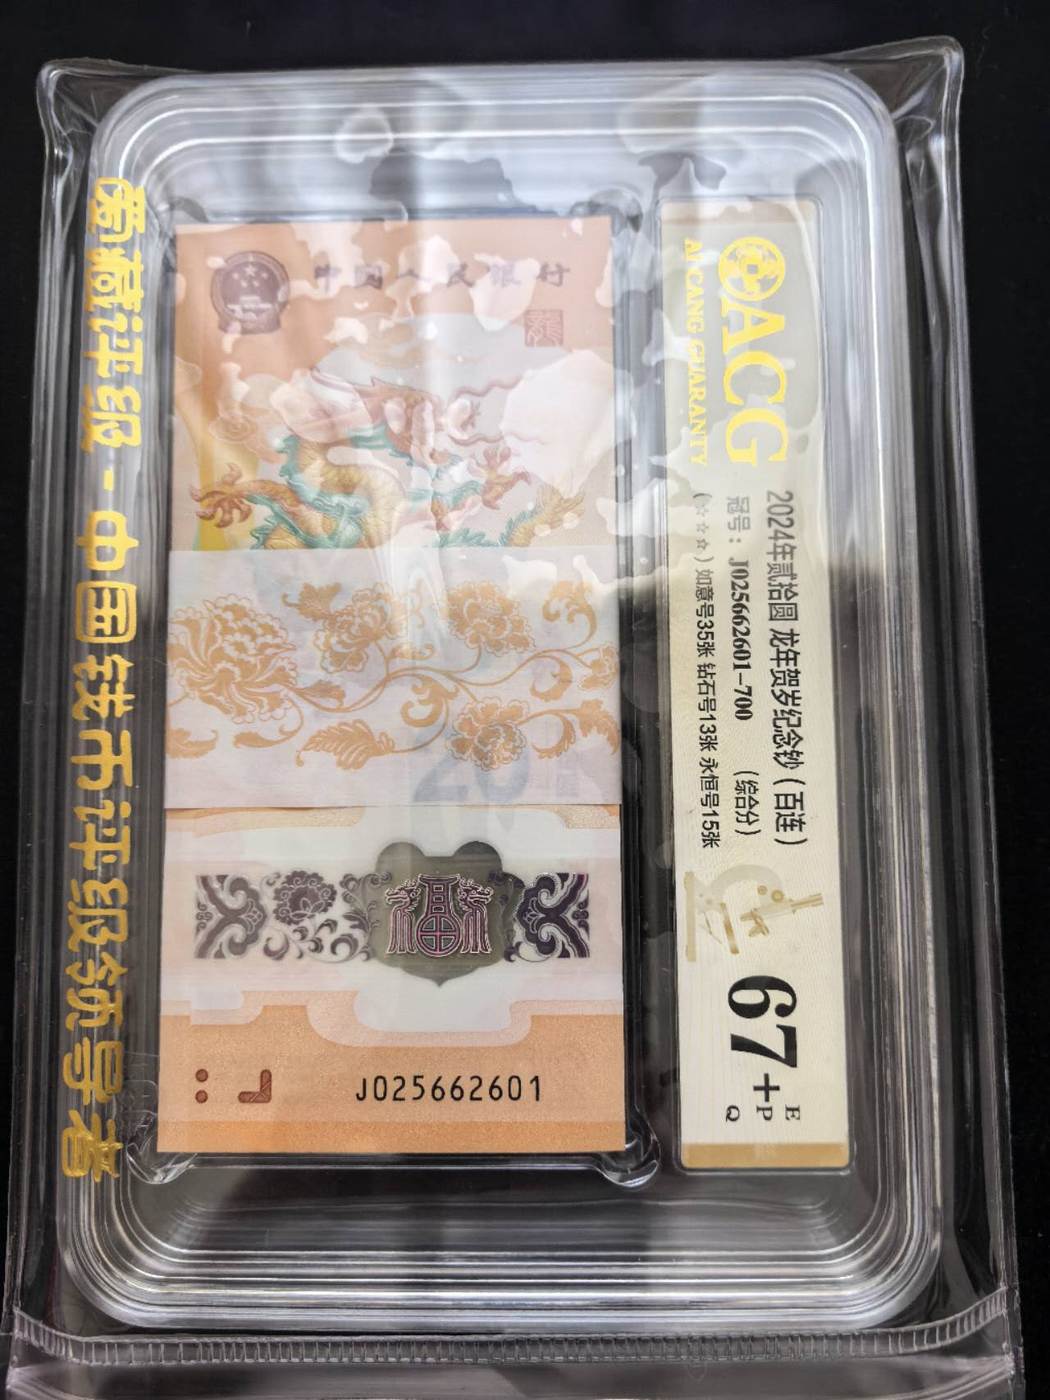 爱藏评级-中国钱币评级领导者
中国人民银行
J025662601
ACG
AI CANG GUARANTY
2024年贰拾圆 龙年贺岁纪念钞（百连）
冠号：J025662601-700 （综合分）
(☆☆☆) 如意号35张 钻石号13张 永恒号15张
67+
E
P
Q